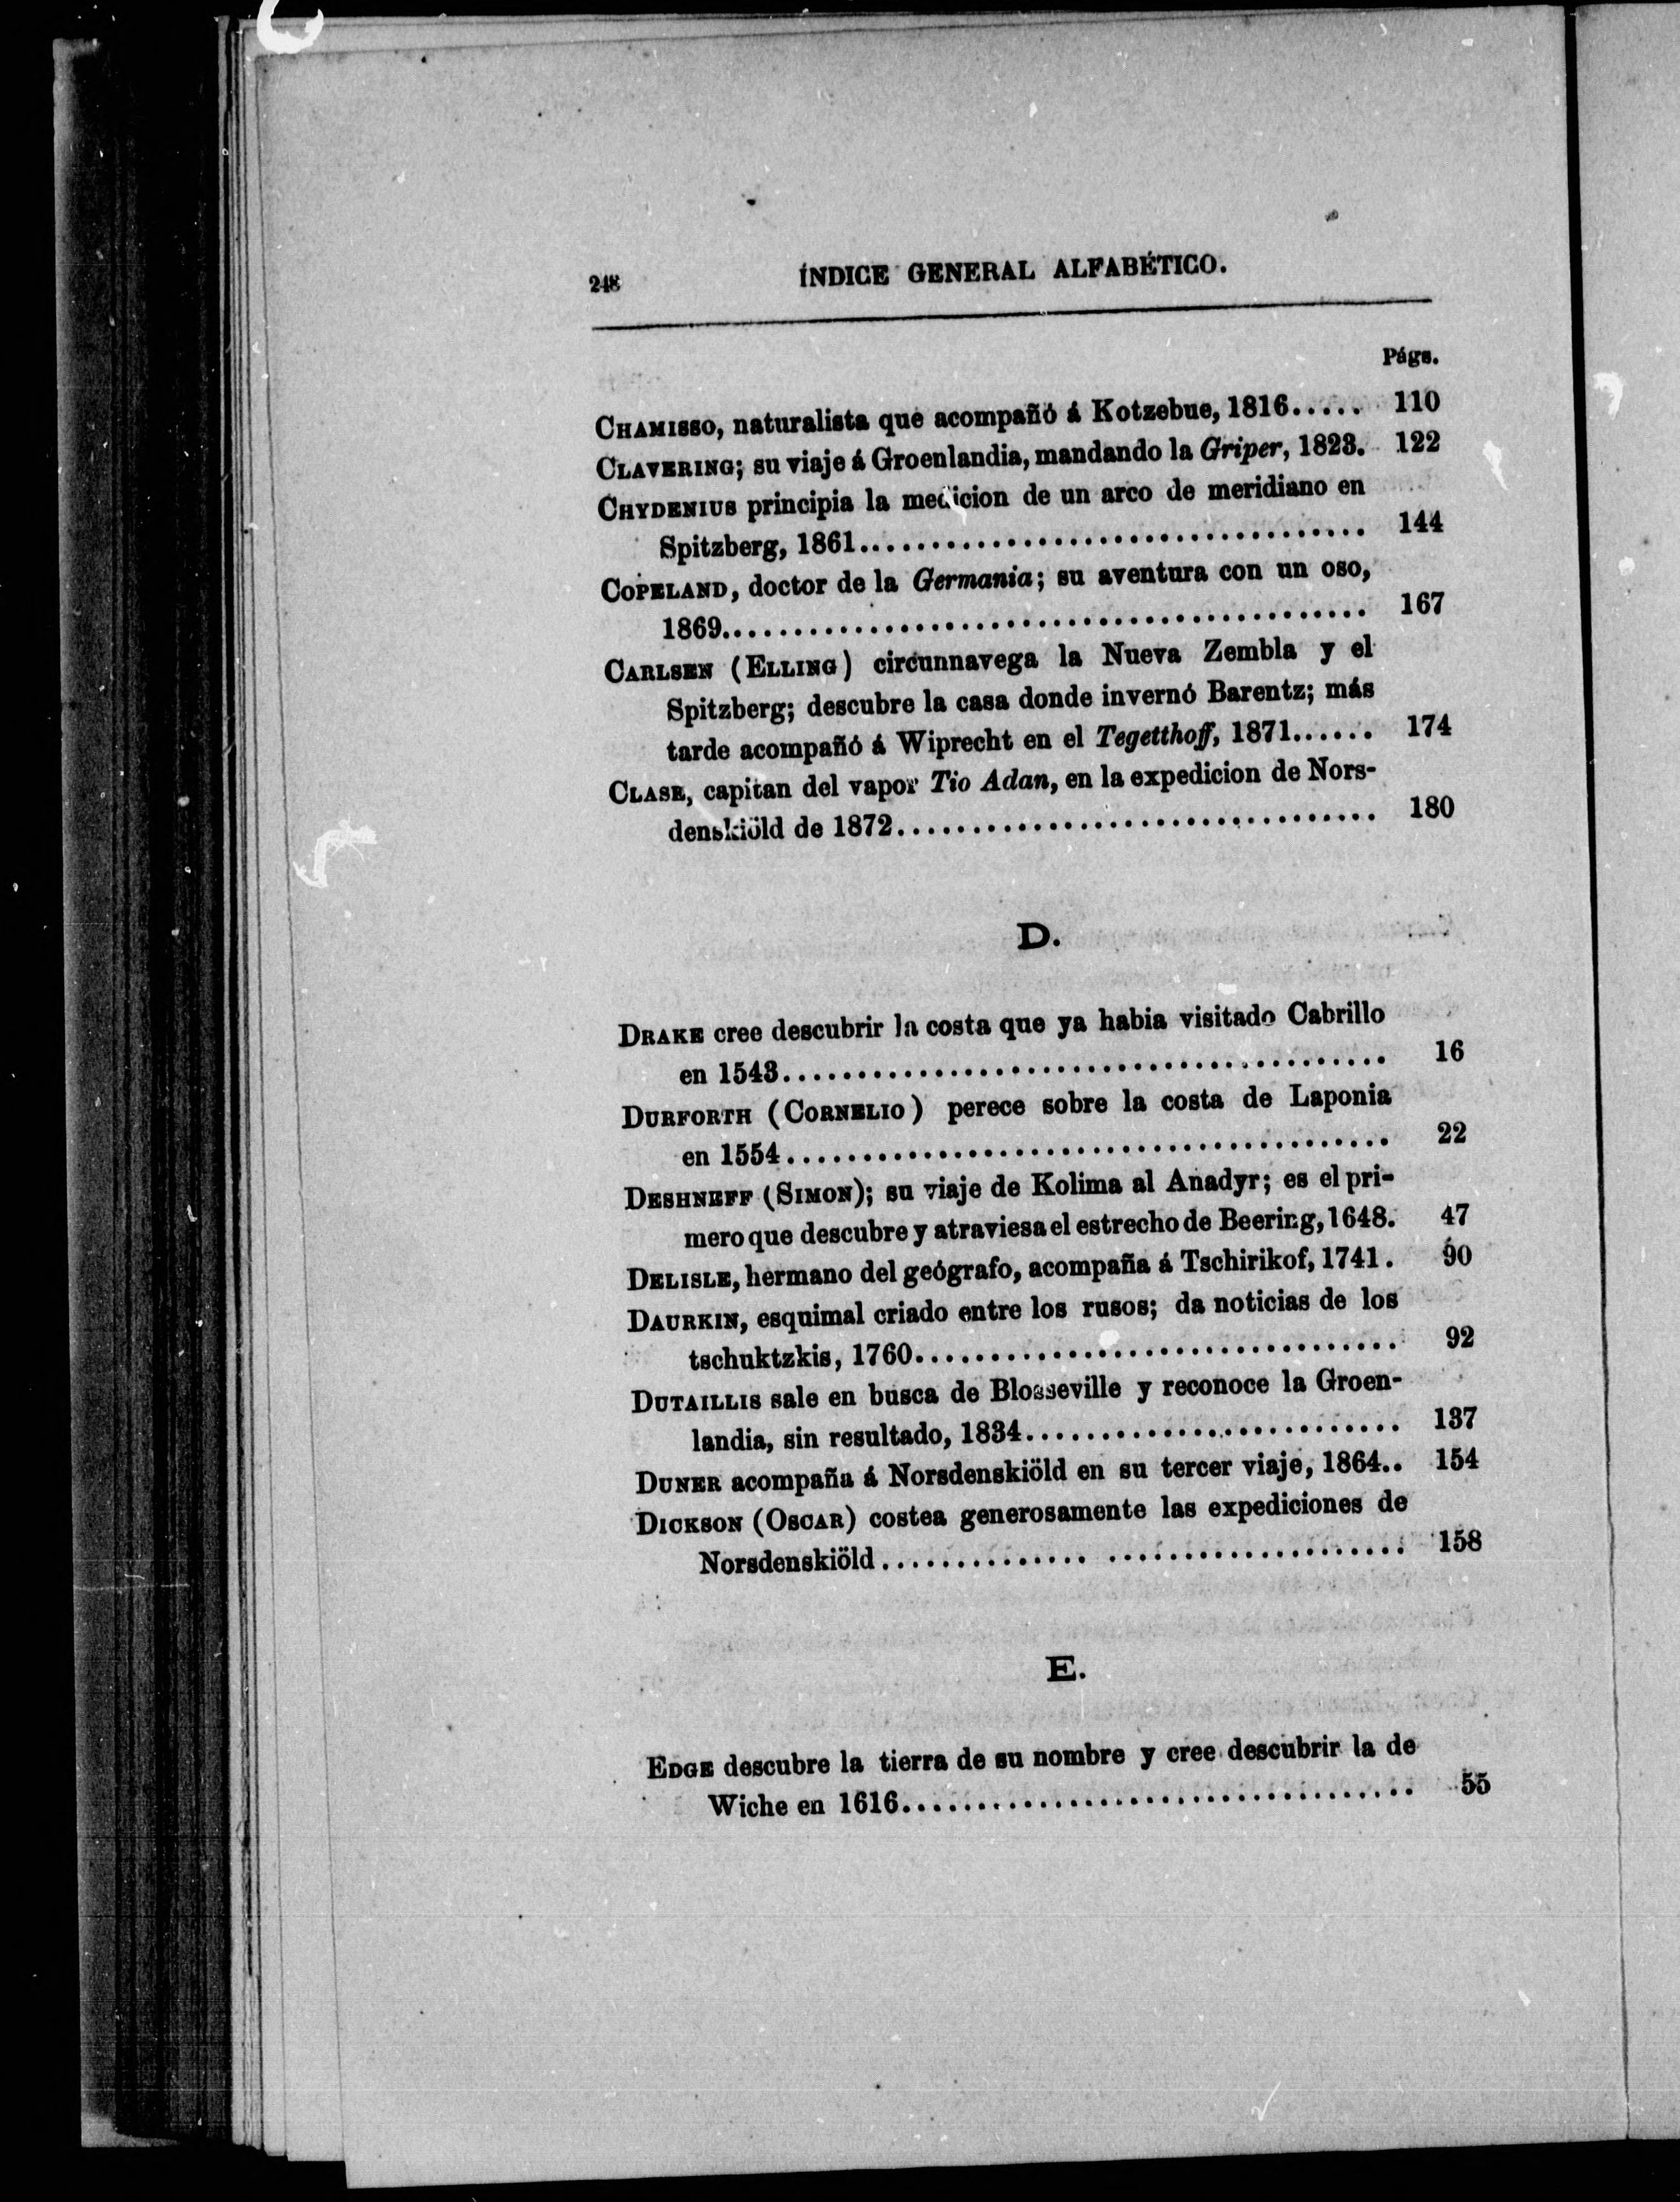 248
ÍNDICE GENERAL ALFABÉTICO.
Págs.
CHAMISSO, naturalista que acompañó á Kotzebue, 1816..... 110
CLAVERING; su viaje á Groenlandia, mandando la Griper, 1823. 122
CHYDENIUS principia la medicion de un arco de meridiano en
Spitzberg, 1861.................................. 144
COPELAND, doctor de la Germania; su aventura con un oso,
1869........................................... 167
CARLSEN (ELLING) circunnavega la Nueva Zembla y el
Spitzberg; descubre la casa donde invernó Barentz; más
tarde acompañó á Wiprecht en el Tegetthoff, 1871...... 174
CLASE, capitan del vapor Tio Adan, en la expedicion de Nors-
denskiöld de 1872................................ 180
D.
DRAKE cree descubrir la costa que ya habia visitado Cabrillo
en 1543........................................ 16
DURFORTH (CORNELIO) perece sobre la costa de Laponia
en 1554........................................ 22
DESHNEFF (SIMON); su viaje de Kolima al Anadyr; es el pri-
mero que descubre y atraviesa el estrecho de Beering, 1648. 47
DELISLE, hermano del geógrafo, acompaña á Tschirikof, 1741. 90
DAURKIN, esquimal criado entre los rusos; da noticias de los
tschuktzkis, 1760................................ 92
DUTAILLIS sale en busca de Blosseville y reconoce la Groen-
landia, sin resultado, 1834......................... 137
DUNER acompaña á Norsdenskiöld en su tercer viaje, 1864.. 154
DICKSON (OSCAR) costea generosamente las expediciones de
Norsdenskiöld.................................. 158
E.
EDGE descubre la tierra de su nombre y cree descubrir la de
Wiche en 1616.................................. 55